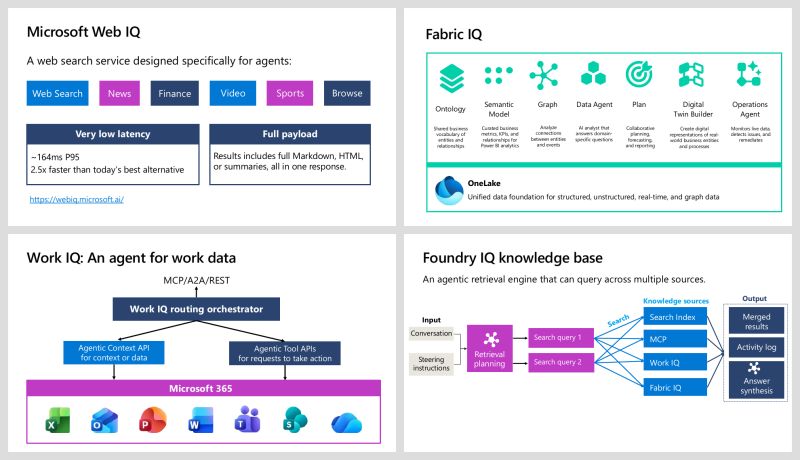 Microsoft Web IQ
A web search service designed specifically for agents:
Web Search
News
Finance
Video
Sports
Browse
Very low latency
~164ms P95
2.5x faster than today's best alternative
Full payload
Results includes full Markdown, HTML,
or summaries, all in one response.
https://webiq.microsoft.ai/
Fabric IQ
Ontology
Shared business
vocabulary of
entities and
relationships
Semantic
Model
Curated business
metrics, KPIs, and
relationships for
Power BI analytics
Graph
Analyze
connections
between entities
and events
Data Agent
AI analyst that
answers domain-
specific questions
Plan
Collaborative
planning,
forecasting,
and reporting
Digital
Twin Builder
Create digital
representations of real-
world business entities
and processes
Operations
Agent
Monitors live data,
detects issues, and
remediates
OneLake
Unified data foundation for structured, unstructured, real-time, and graph data
Work IQ: An agent for work data
MCP/A2A/REST
Work IQ routing orchestrator
Agentic Context API
for context or data
Agentic Tool APIs
for requests to take action
Microsoft 365
X
O
P
W
T
S
Foundry IQ knowledge base
An agentic retrieval engine that can query across multiple sources.
Input
Conversation
Steering
instructions
Retrieval
planning
Search query 1
Search query 2
Search
Knowledge sources
Search Index
MCP
Work IQ
Fabric IQ
Output
Merged
results
Activity log
Answer
synthesis